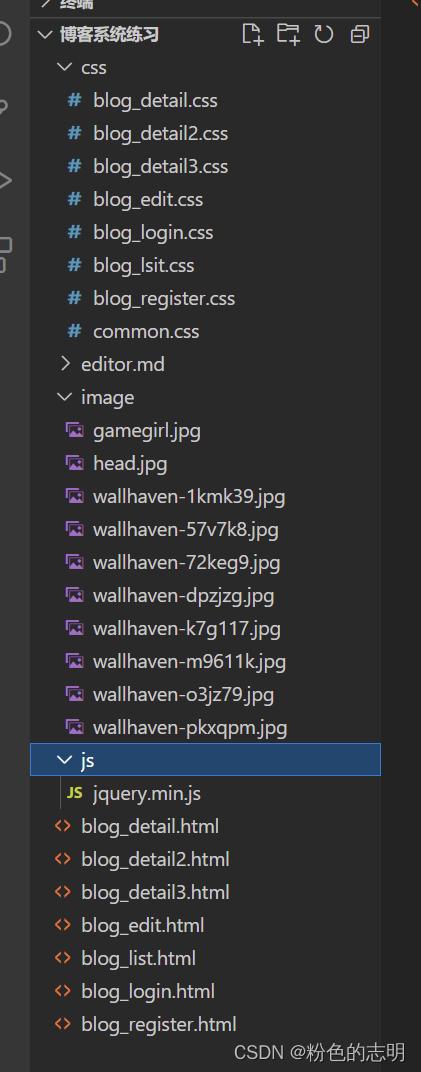 终端
博客系统练习
css
# blog_detail.css
# blog_detail2.css
# blog_detail3.css
# blog_edit.css
# blog_login.css
# blog_lsit.css
# blog_register.css
# common.css
editor.md
image
gamegirl.jpg
head.jpg
wallhaven-1kmk39.jpg
wallhaven-57v7k8.jpg
wallhaven-72keg9.jpg
wallhaven-dpzjzg.jpg
wallhaven-k7g117.jpg
wallhaven-m9611k.jpg
wallhaven-o3jz79.jpg
wallhaven-pkxqpm.jpg
js
JS jquery.min.js
<> blog_detail.html
<> blog_detail2.html
<> blog_detail3.html
<> blog_edit.html
<> blog_list.html
<> blog_login.html
<> blog_register.html
CSDN @粉色的志明